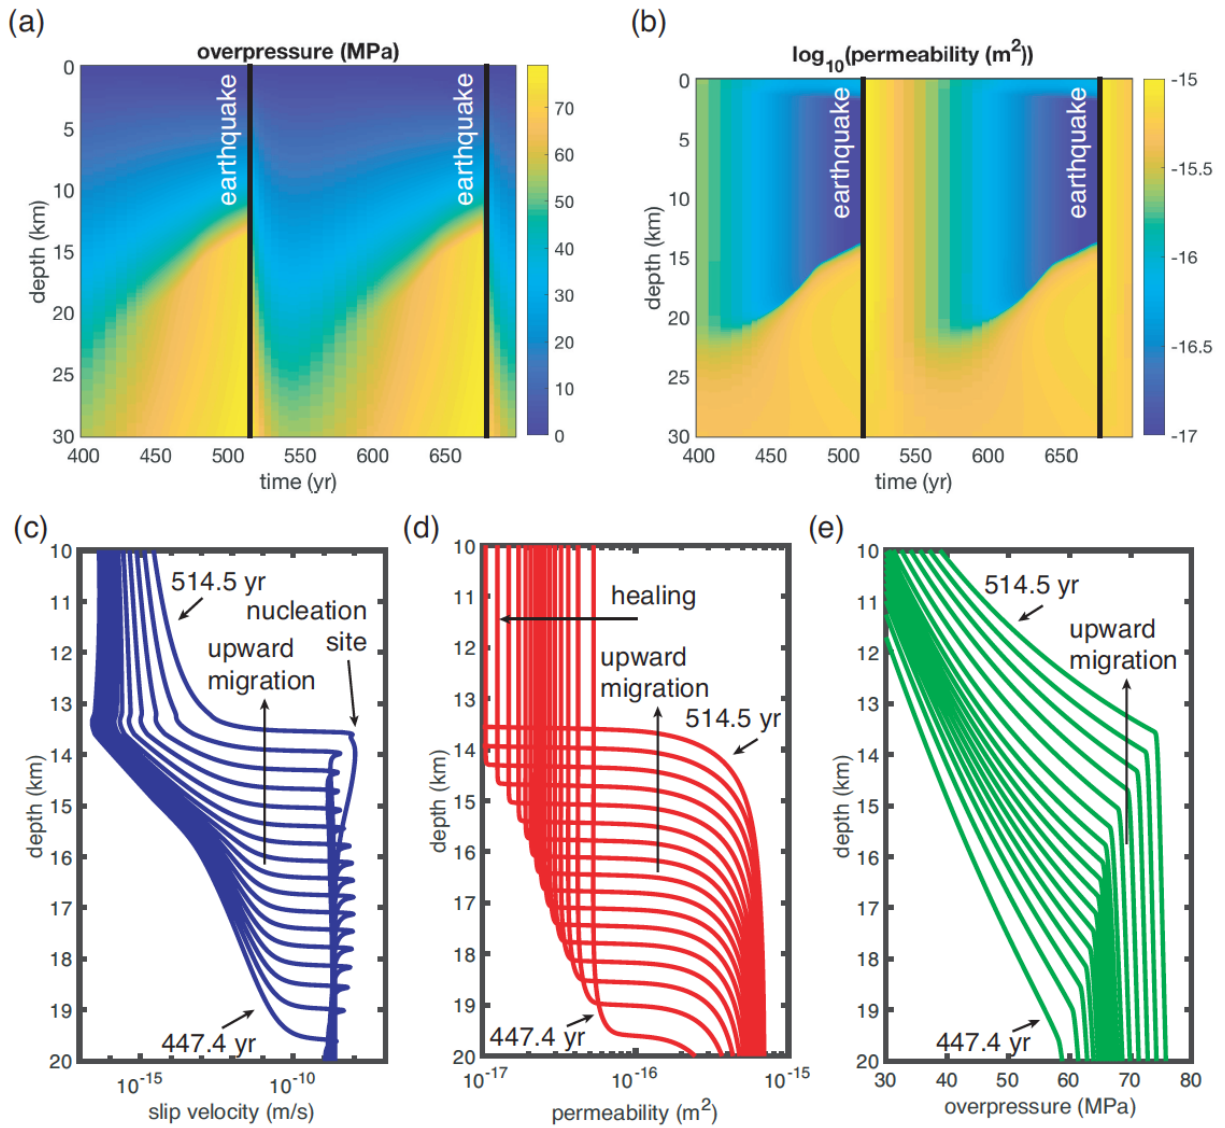 (a)
overpressure (MPa)
0
5
10
15
20
25
30
depth (km)
earthquake
earthquake
400
450
500
550
600
650
time (yr)
70
60
50
40
30
20
10
0
(b)
log10(permeability (m2))
0
5
10
15
20
25
30
depth (km)
earthquake
earthquake
400
450
500
550
600
650
time (yr)
-15
-15.5
-16
-16.5
-17
(c)
10
11
12
13
14
15
16
17
18
19
20
depth (km)
514.5 yr
nucleation
site
upward
migration
447.4 yr
10-15
10-10
slip velocity (m/s)
(d)
10
11
12
13
14
15
16
17
18
19
20
depth (km)
healing
upward
migration
514.5 yr
447.4 yr
10-17
10-16
10-15
permeability (m2)
(e)
10
11
12
13
14
15
16
17
18
19
20
depth (km)
514.5 yr
upward
migration
447.4 yr
30
40
50
60
70
80
overpressure (MPa)